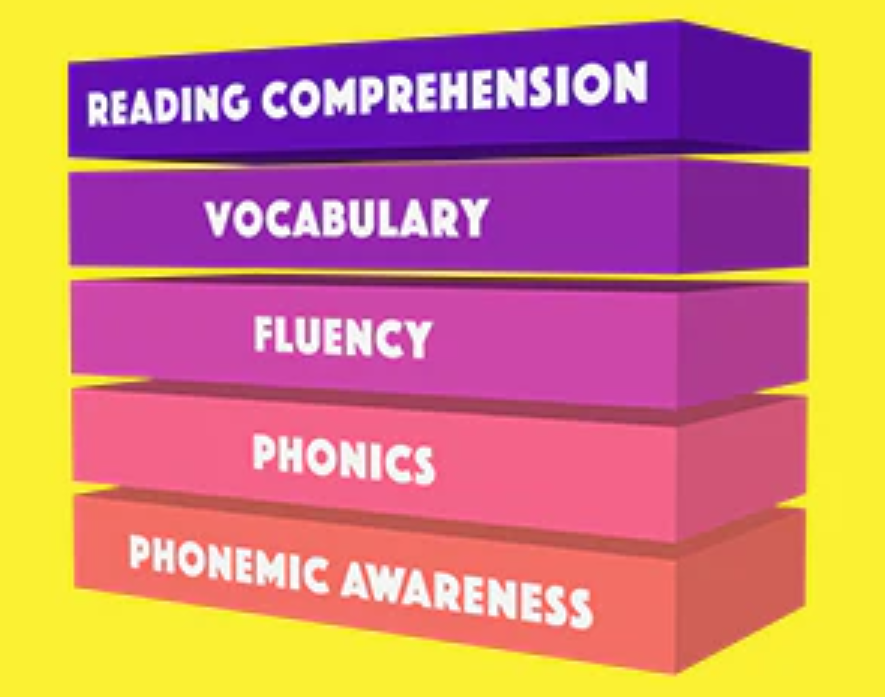 READING COMPREHENSION
VOCABULARY
FLUENCY
PHONICS
PHONEMIC AWARENESS